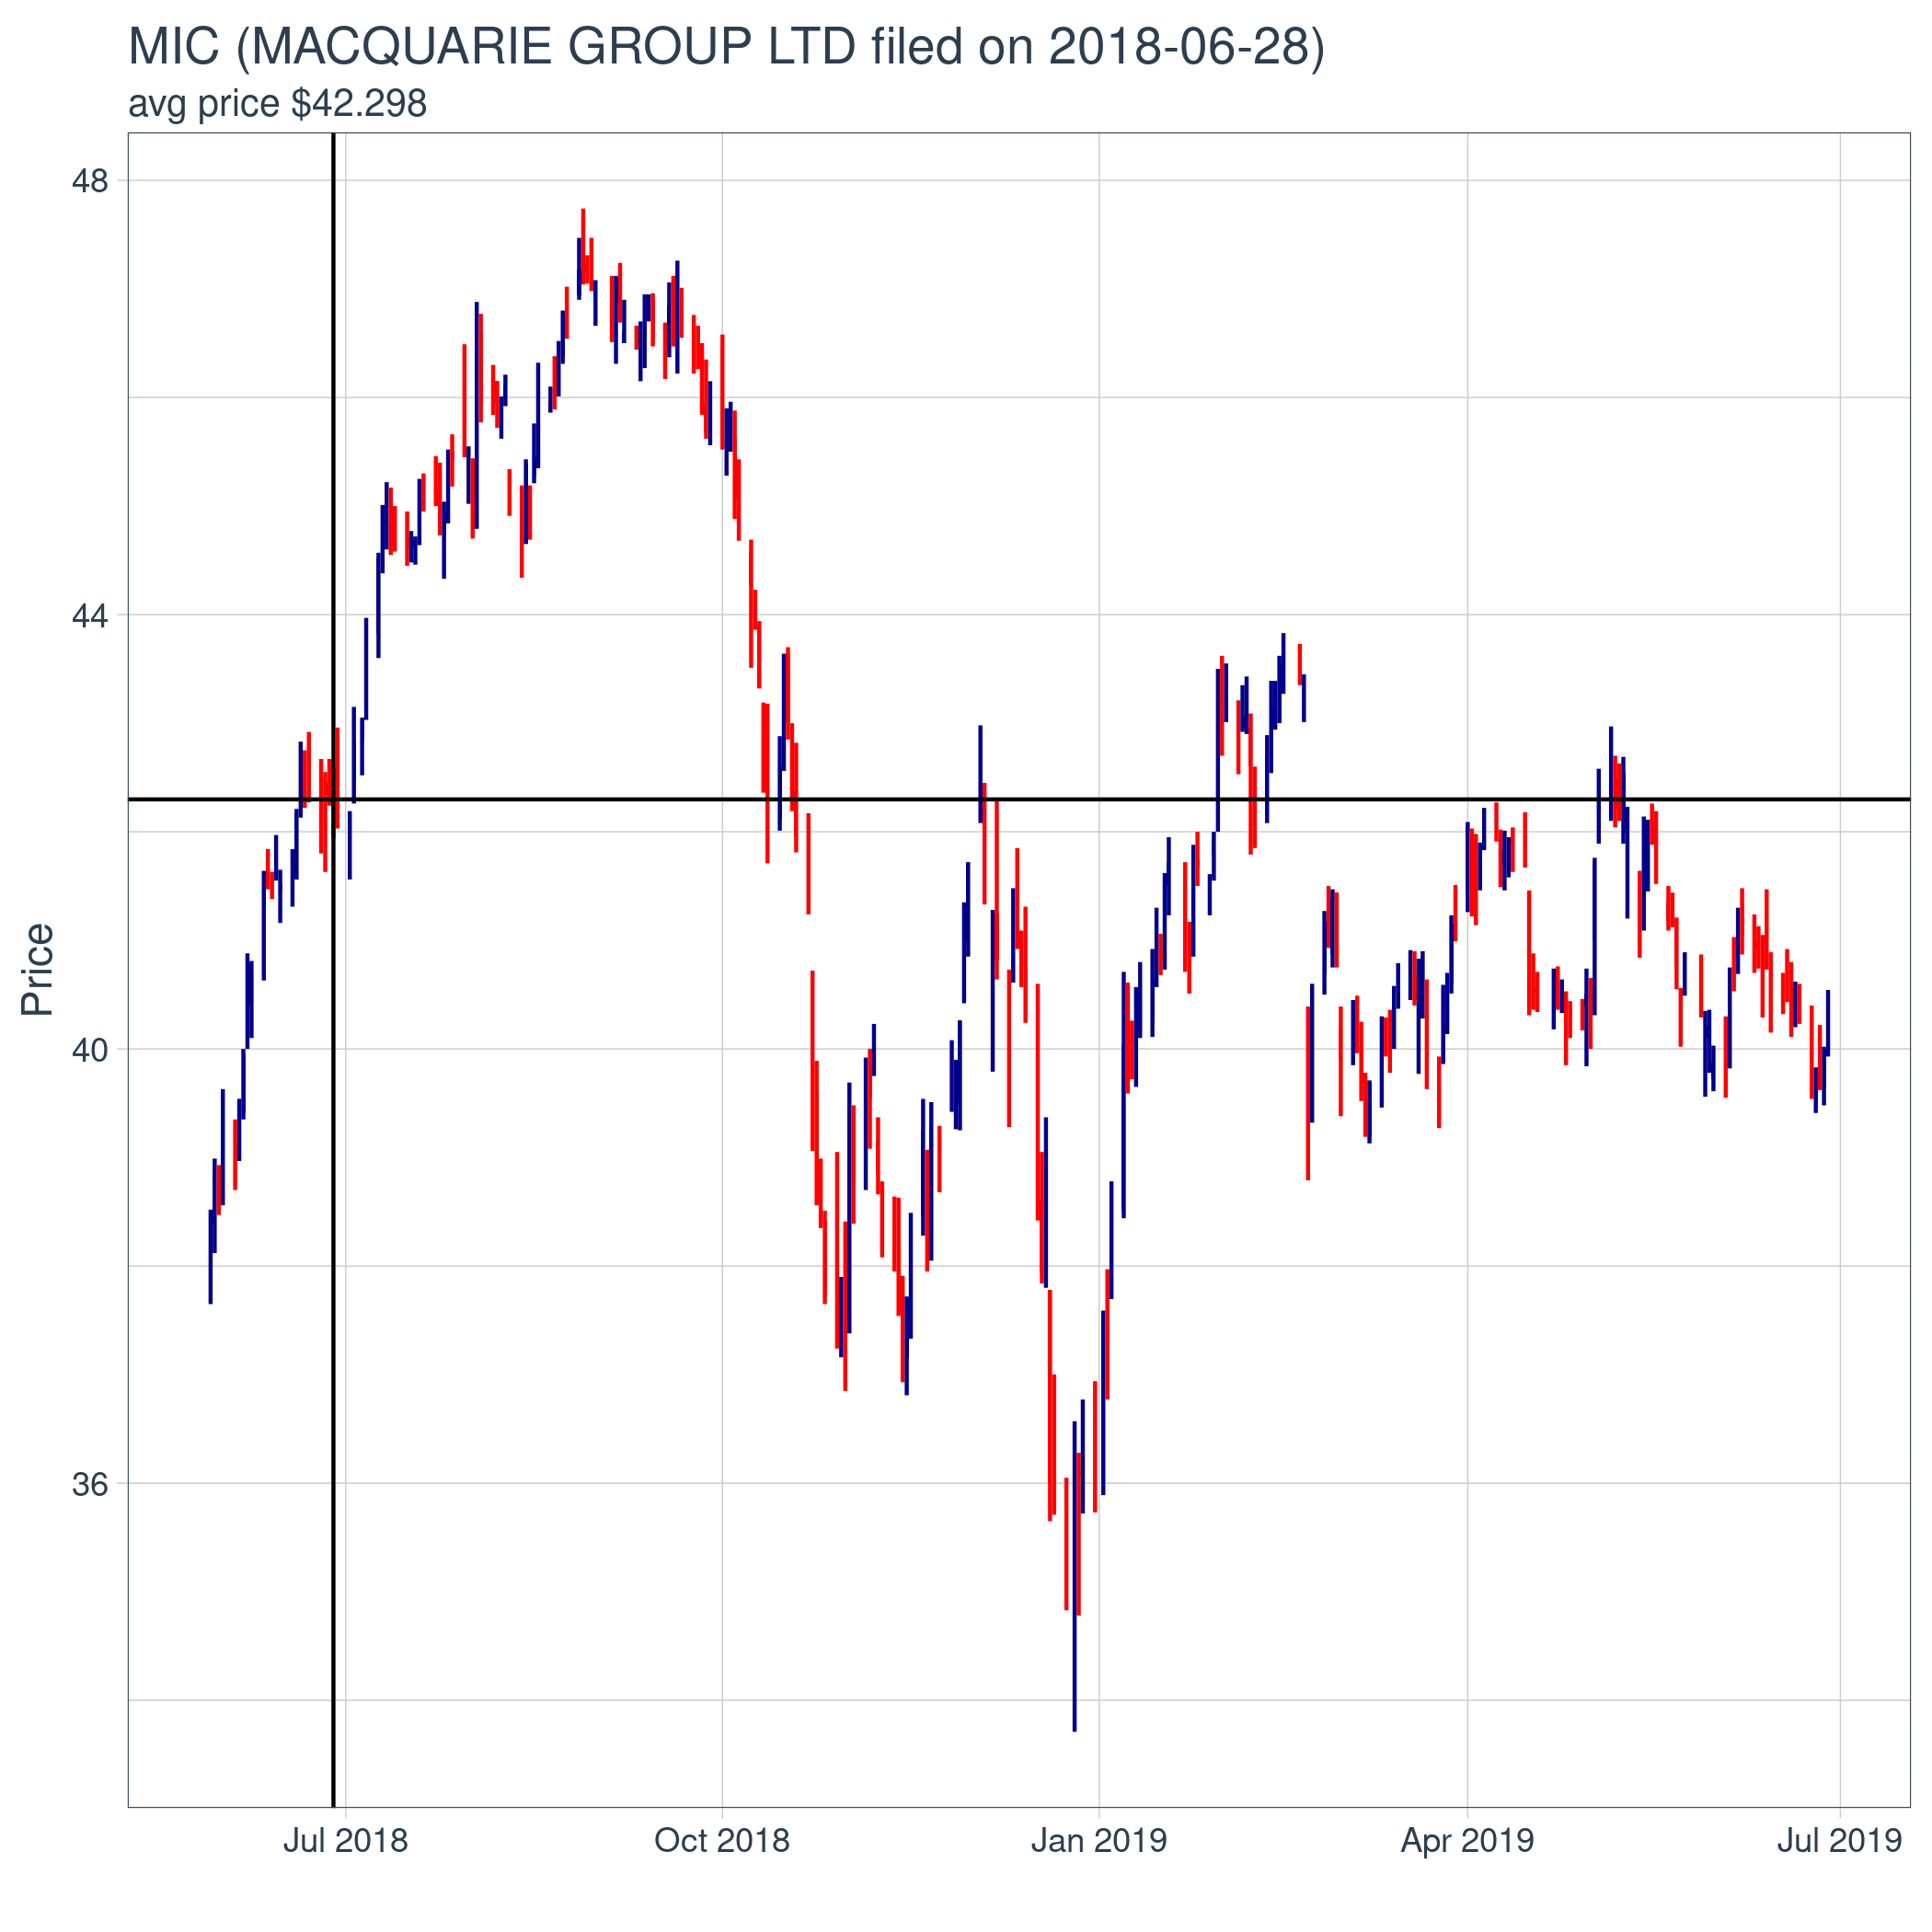 MIC (MACQUARIE GROUP LTD filed on 2018-06-28)
avg price $42.298
48
44
40
36
Price
Jul 2018
Oct 2018
Jan 2019
Apr 2019
Jul 2019